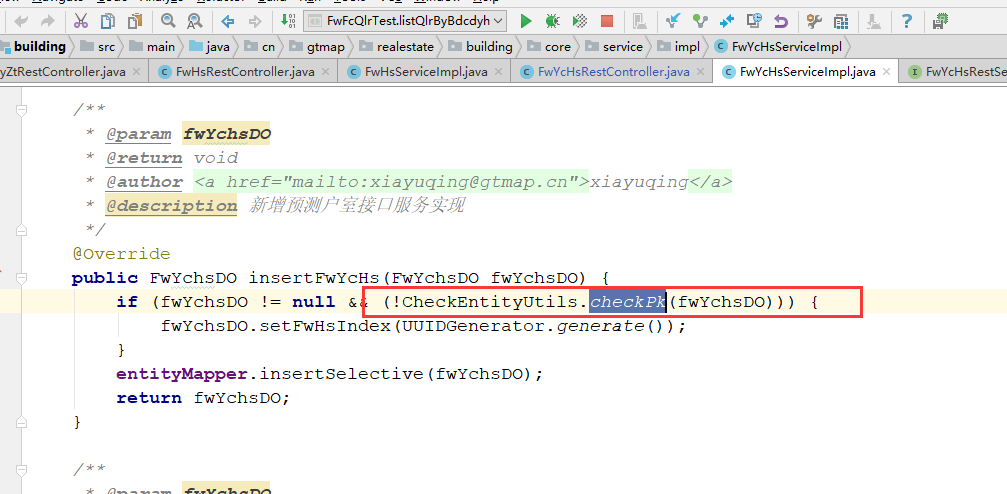 FwFcQlrTest.listQlrByBdcdyh
building src main java cn gtmap realestate building core service impl FwYcHsServiceImpl
yZtRestController.java FwHsRestController.java FwHsServiceImpl.java FwYcHsRestController.java FwYcHsServiceImpl.java FwYcHsRestSe
/**
* @param fwYchsDO
* @return void
* @author <a href="mailto:xiayuqing@gtmap.cn">xiayuqing</a>
* @description 新增预测户室接口服务实现
*/
@Override
public FwYchsDO insertFwYcHs(FwYchsDO fwYchsDO) {
if (fwYchsDO != null && (!CheckEntityUtils.checkPk(fwYchsDO))) {
fwYchsDO.setFwHsIndex(UUIDGenerator.generate());
}
entityMapper.insertSelective(fwYchsDO);
return fwYchsDO;
}
/**
* @param fwYchsDO